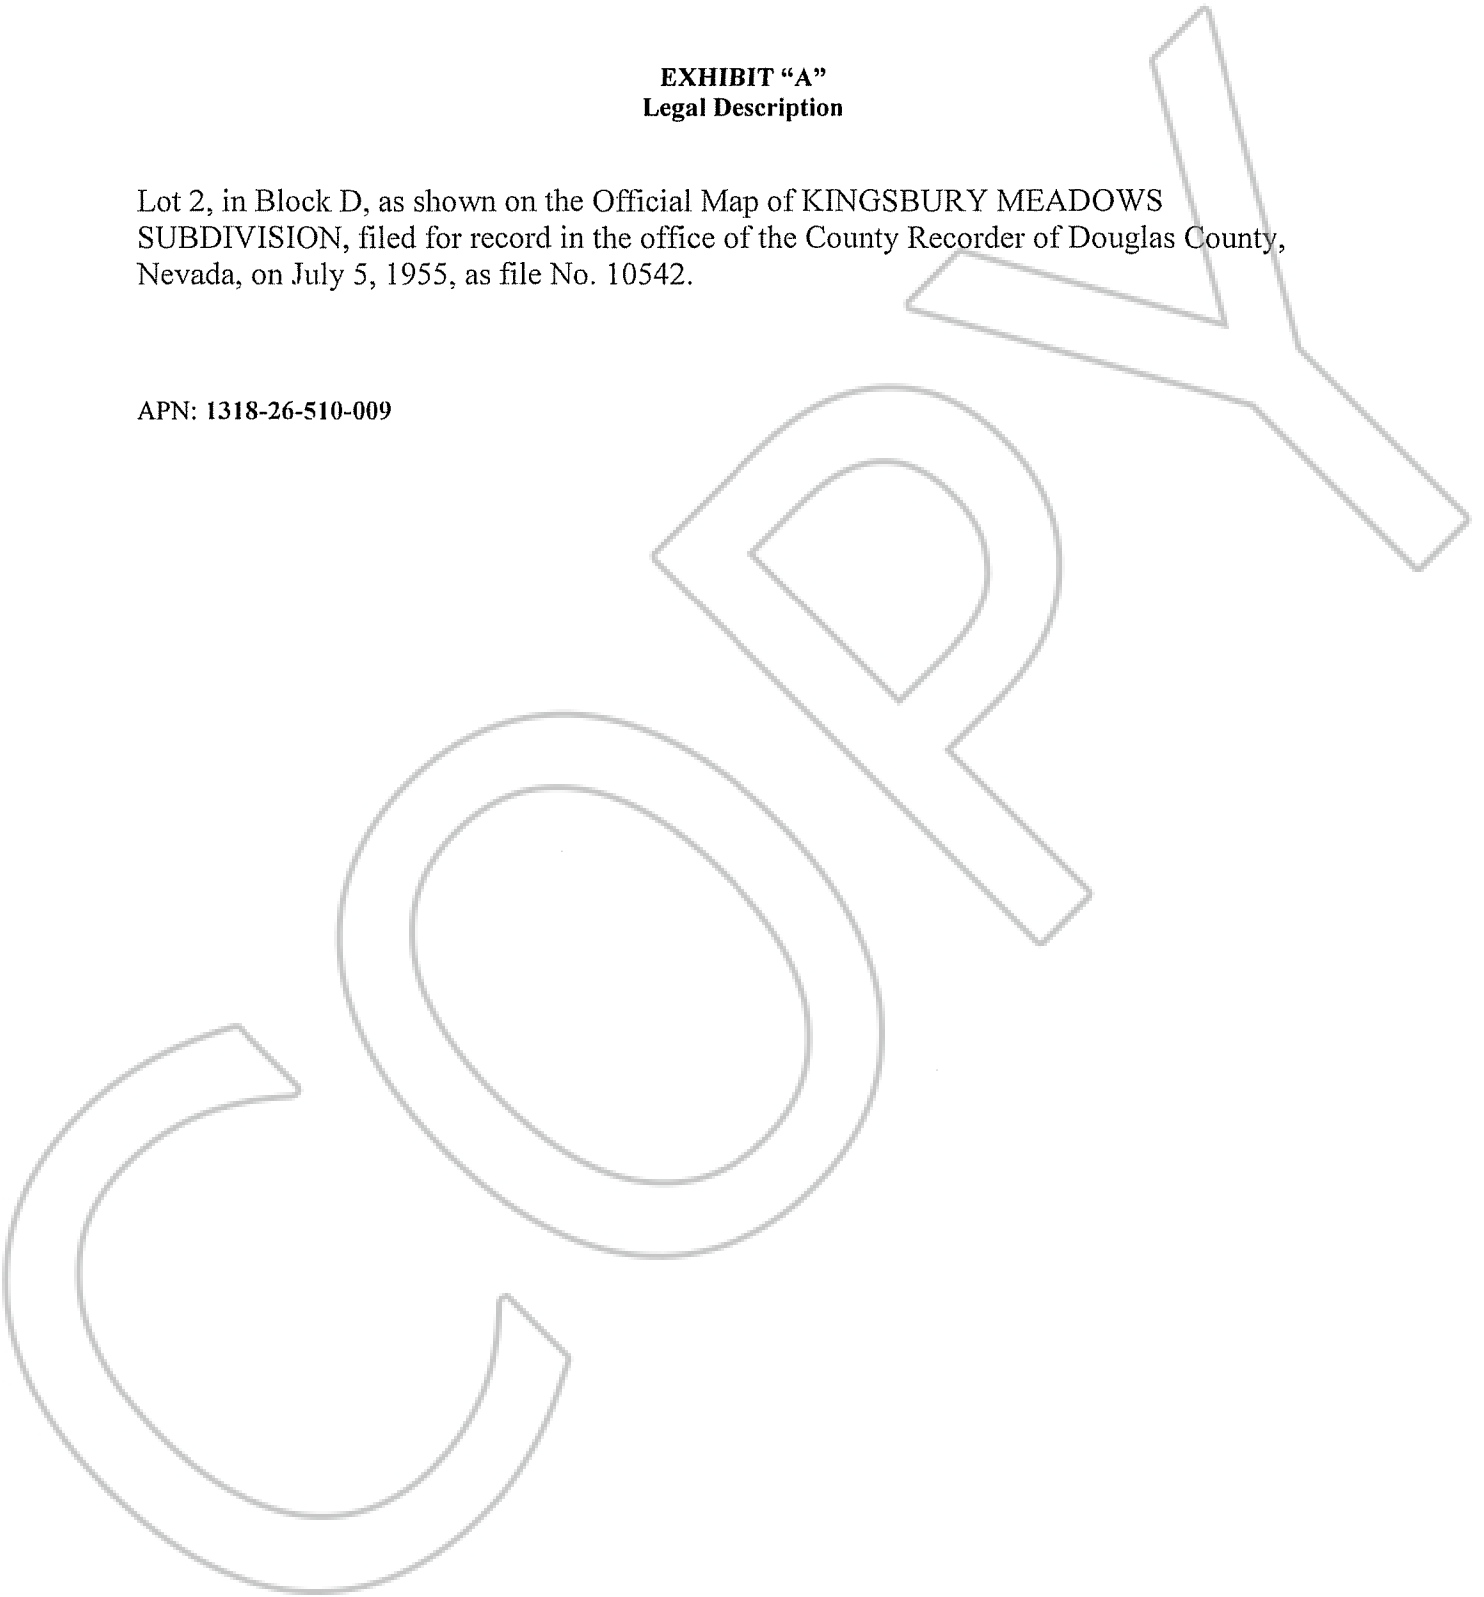 EXHIBIT “A”
Legal Description
Lot 2, in Block D, as shown on the Official Map of KINGSBURY MEADOWS
SUBDIVISION, filed for record in the office of the County Recorder of Douglas County,
Nevada, on July 5, 1955, as file No. 10542.
APN: 1318-26-510-009
COPY